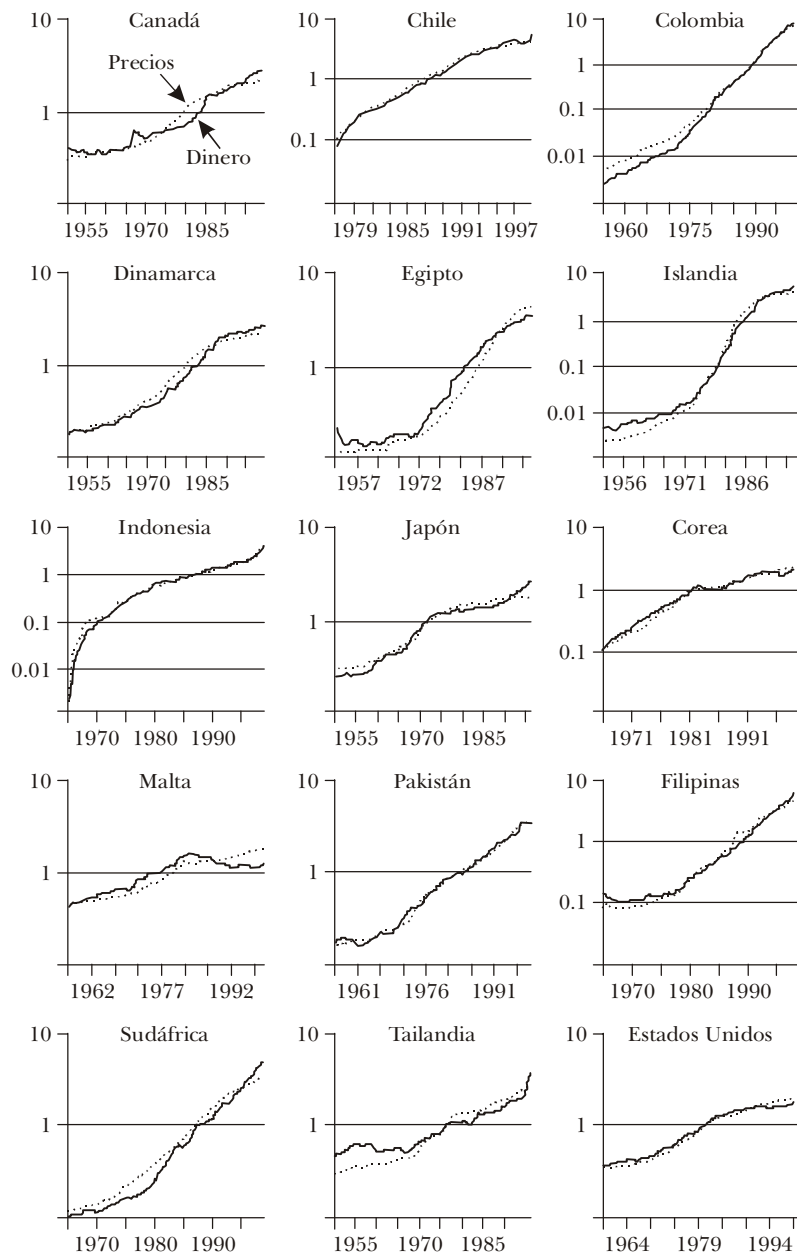 Canadá
10
1
Precios
Dinero
1955 1970 1985
Chile
10
1
0.1
1979 1985 1991 1997
Colombia
10
1
0.1
0.01
1960 1975 1990
Dinamarca
10
1
1955 1970 1985
Egipto
10
1
1957 1972 1987
Islandia
10
1
0.1
0.01
1956 1971 1986
Indonesia
10
1
0.1
0.01
1970 1980 1990
Japón
10
1
1955 1970 1985
Corea
10
1
0.1
1971 1981 1991
Malta
10
1
1962 1977 1992
Pakistán
10
1
1961 1976 1991
Filipinas
10
1
0.1
1970 1980 1990
Sudáfrica
10
1
1970 1980 1990
Tailandia
10
1
1955 1970 1985
Estados Unidos
10
1
1964 1979 1994